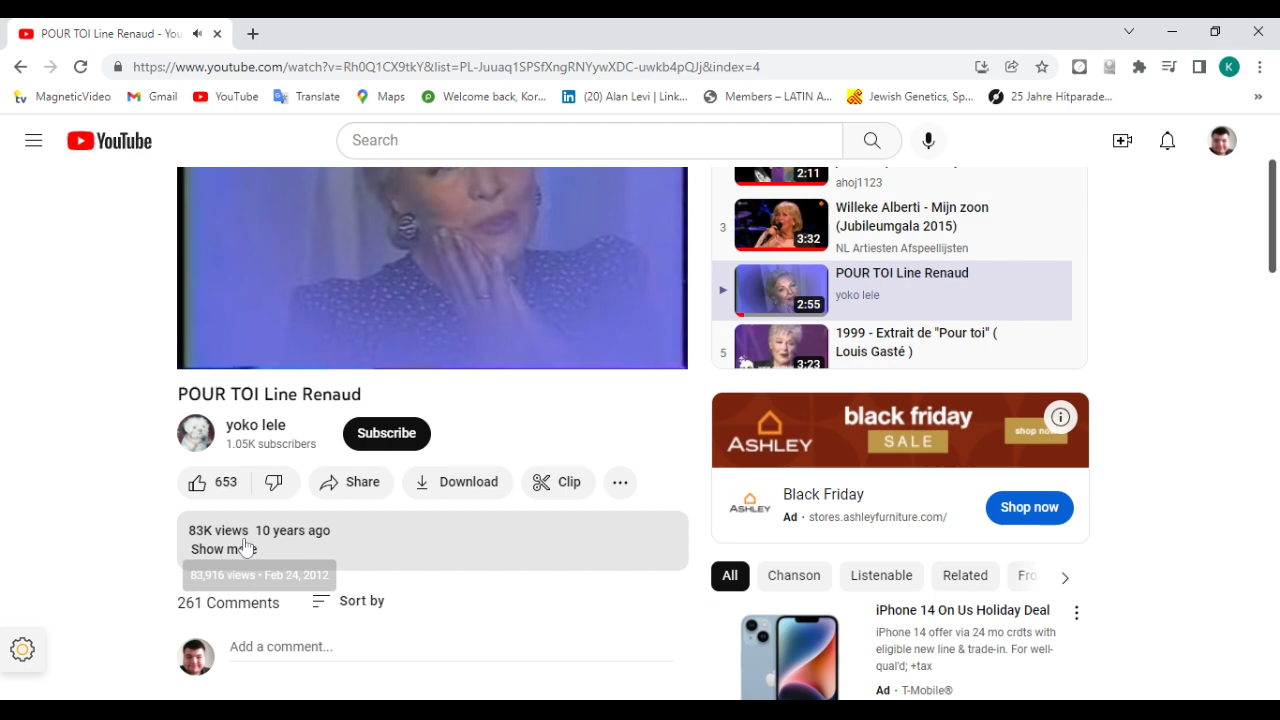 POUR TOI Line Renaud - You
https://www.youtube.com/watch?v=Rh0Q1CX9tkY&list=PL-Juuaq1SPSfXngRNYywXDC-uwkb4pQJj&index=4
K
MagneticVideo
Gmail
YouTube
Translate
Maps
Welcome back, Kor...
(20) Alan Levi | Link...
Members – LATIN A...
Jewish Genetics, Sp...
25 Jahre Hitparade...
YouTube
Search
2:11
ahoj1123
3
3:32
Willeke Alberti - Mijn zoon
(Jubileumgala 2015)
NL Artiesten Afspeellijsten
2:55
POUR TOI Line Renaud
yoko lele
5
3:23
1999 - Extrait de "Pour toi" (
Louis Gasté )
POUR TOI Line Renaud
yoko lele
1.05K subscribers
Subscribe
653
Share
Download
Clip
83K views 10 years ago
Show more
83,916 views • Feb 24, 2012
261 Comments
Sort by
Add a comment...
ASHLEY
black friday
SALE
shop now
ASHLEY
Black Friday
Ad · stores.ashleyfurniture.com/
Shop now
All
Chanson
Listenable
Related
Fro
iPhone 14 On Us Holiday Deal
iPhone 14 offer via 24 mo crdts with
eligible new line & trade-in. For well-
qual'd; +tax
Ad · T-Mobile®